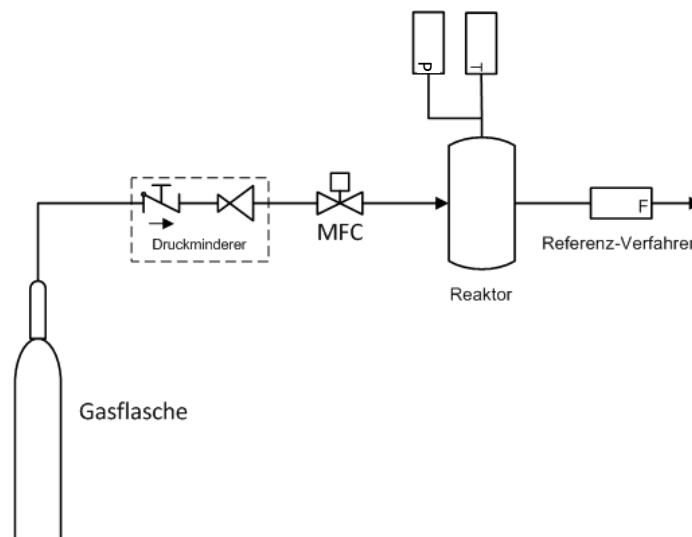 P
T
Druckminderer
MFC
F
Referenz-Verfahren
Reaktor
Gasflasche